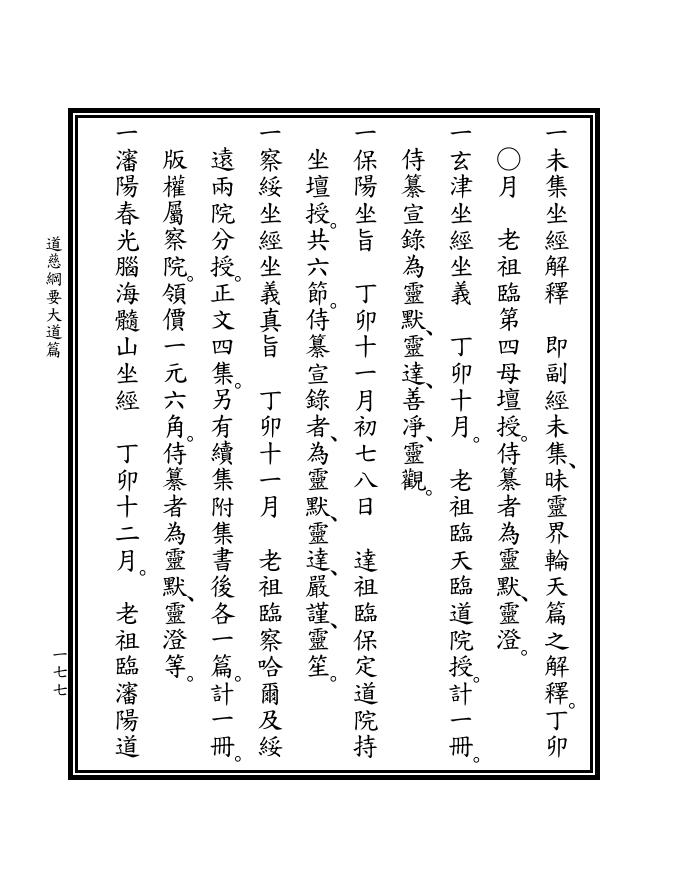 一未集坐經解釋　即副經未集、昧靈界輪天篇之解釋。丁卯
〇月　老祖臨第四母壇授。侍纂者為靈默、靈澄。
一玄津坐經坐義　丁卯十月。　老祖臨天臨道院授。計一冊。
侍纂宣錄為靈默、靈達、善凈、靈觀。
一保陽坐旨　丁卯十一月初七八日　達祖臨保定道院持
坐壇授。共六節。侍纂宣錄者、為靈默、靈達、嚴謹、靈笙。
一察綏坐經坐義真旨　丁卯十一月　老祖臨察哈爾及綏
遠兩院分授。正文四集。另有續集附集書後各一篇。計一冊。
版權屬察院。領價一元六角。侍纂者為靈默、靈澄等。
一瀋陽春光腦海髓山坐經　丁卯十二月。　老祖臨瀋陽道
道慈綱要大道篇
一七七